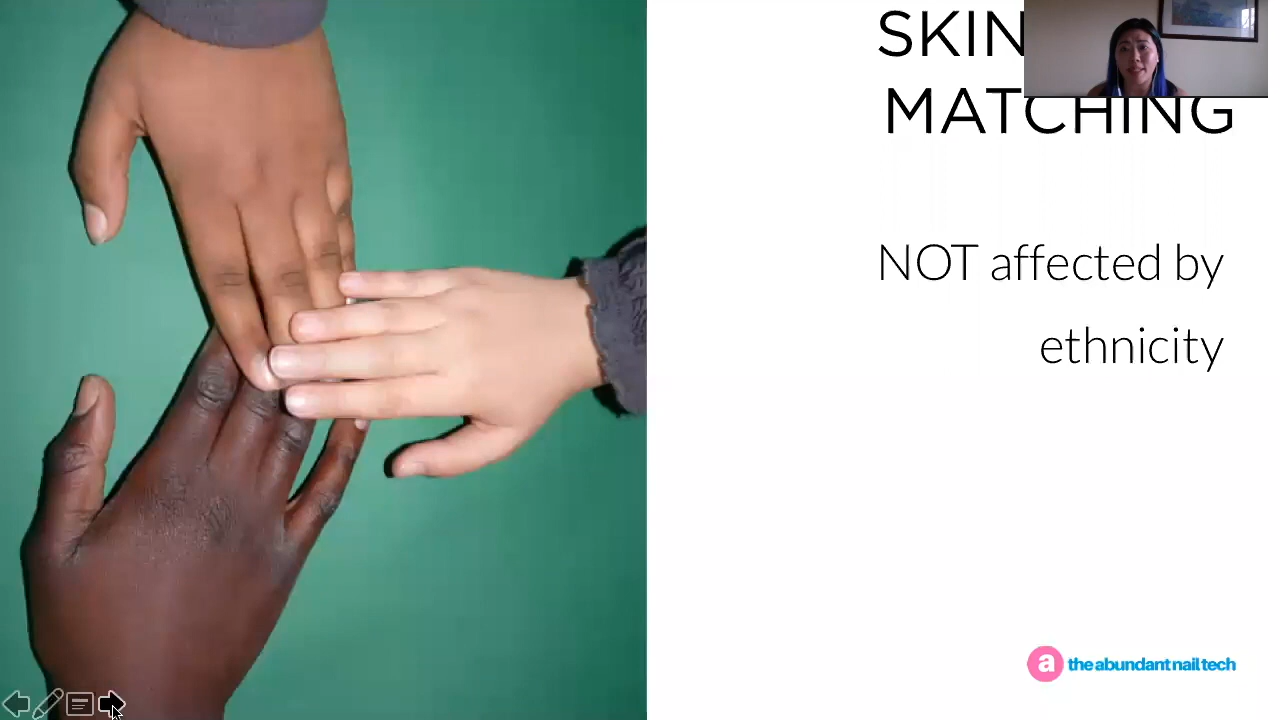 SKIN
MATCHING
NOT affected by
ethnicity
a the abundant nail tech